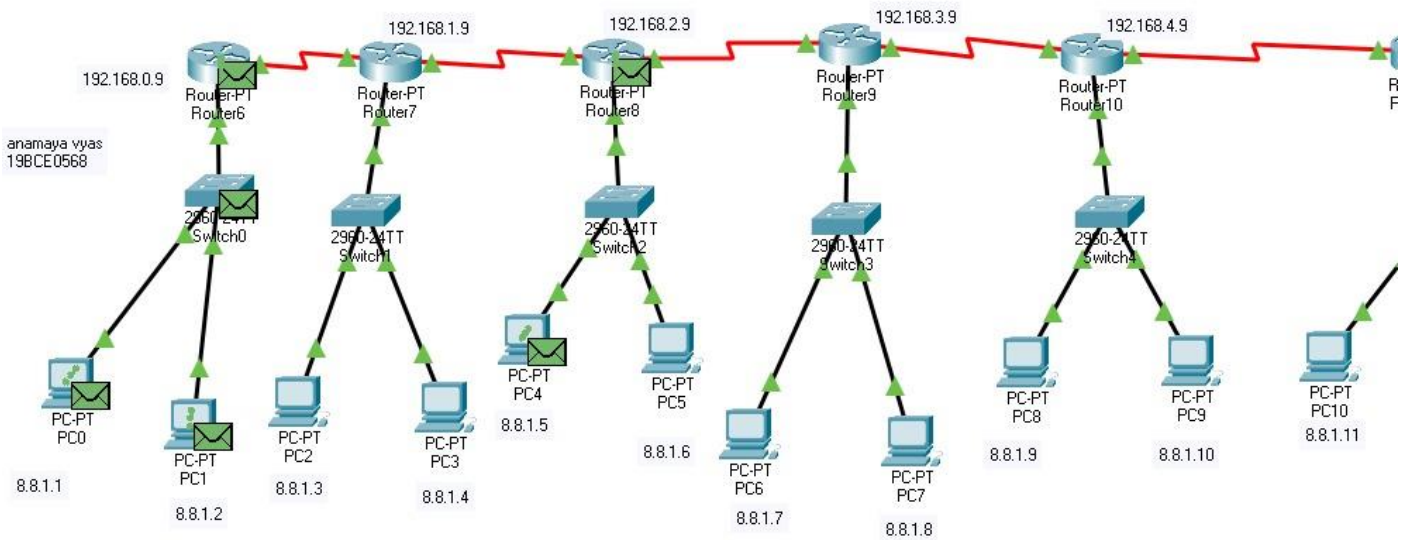 192.168.0.9
192.168.1.9
192.168.2.9
192.168.3.9
192.168.4.9
Router-PT
Router6
Router-PT
Router7
Router-PT
Router8
Router-PT
Router9
Router-PT
Router10
R
anamaya vyas
19BCE0568
2960-24TT
Switch0
2960-24TT
Switch1
2960-24TT
Switch2
2960-24TT
Switch3
2960-24TT
Switch4
PC-PT
PC0
PC-PT
PC1
PC-PT
PC2
PC-PT
PC3
PC-PT
PC4
PC-PT
PC5
PC-PT
PC6
PC-PT
PC7
PC-PT
PC8
PC-PT
PC9
PC-PT
PC10
8.8.1.1
8.8.1.2
8.8.1.3
8.8.1.4
8.8.1.5
8.8.1.6
8.8.1.7
8.8.1.8
8.8.1.9
8.8.1.10
8.8.1.11